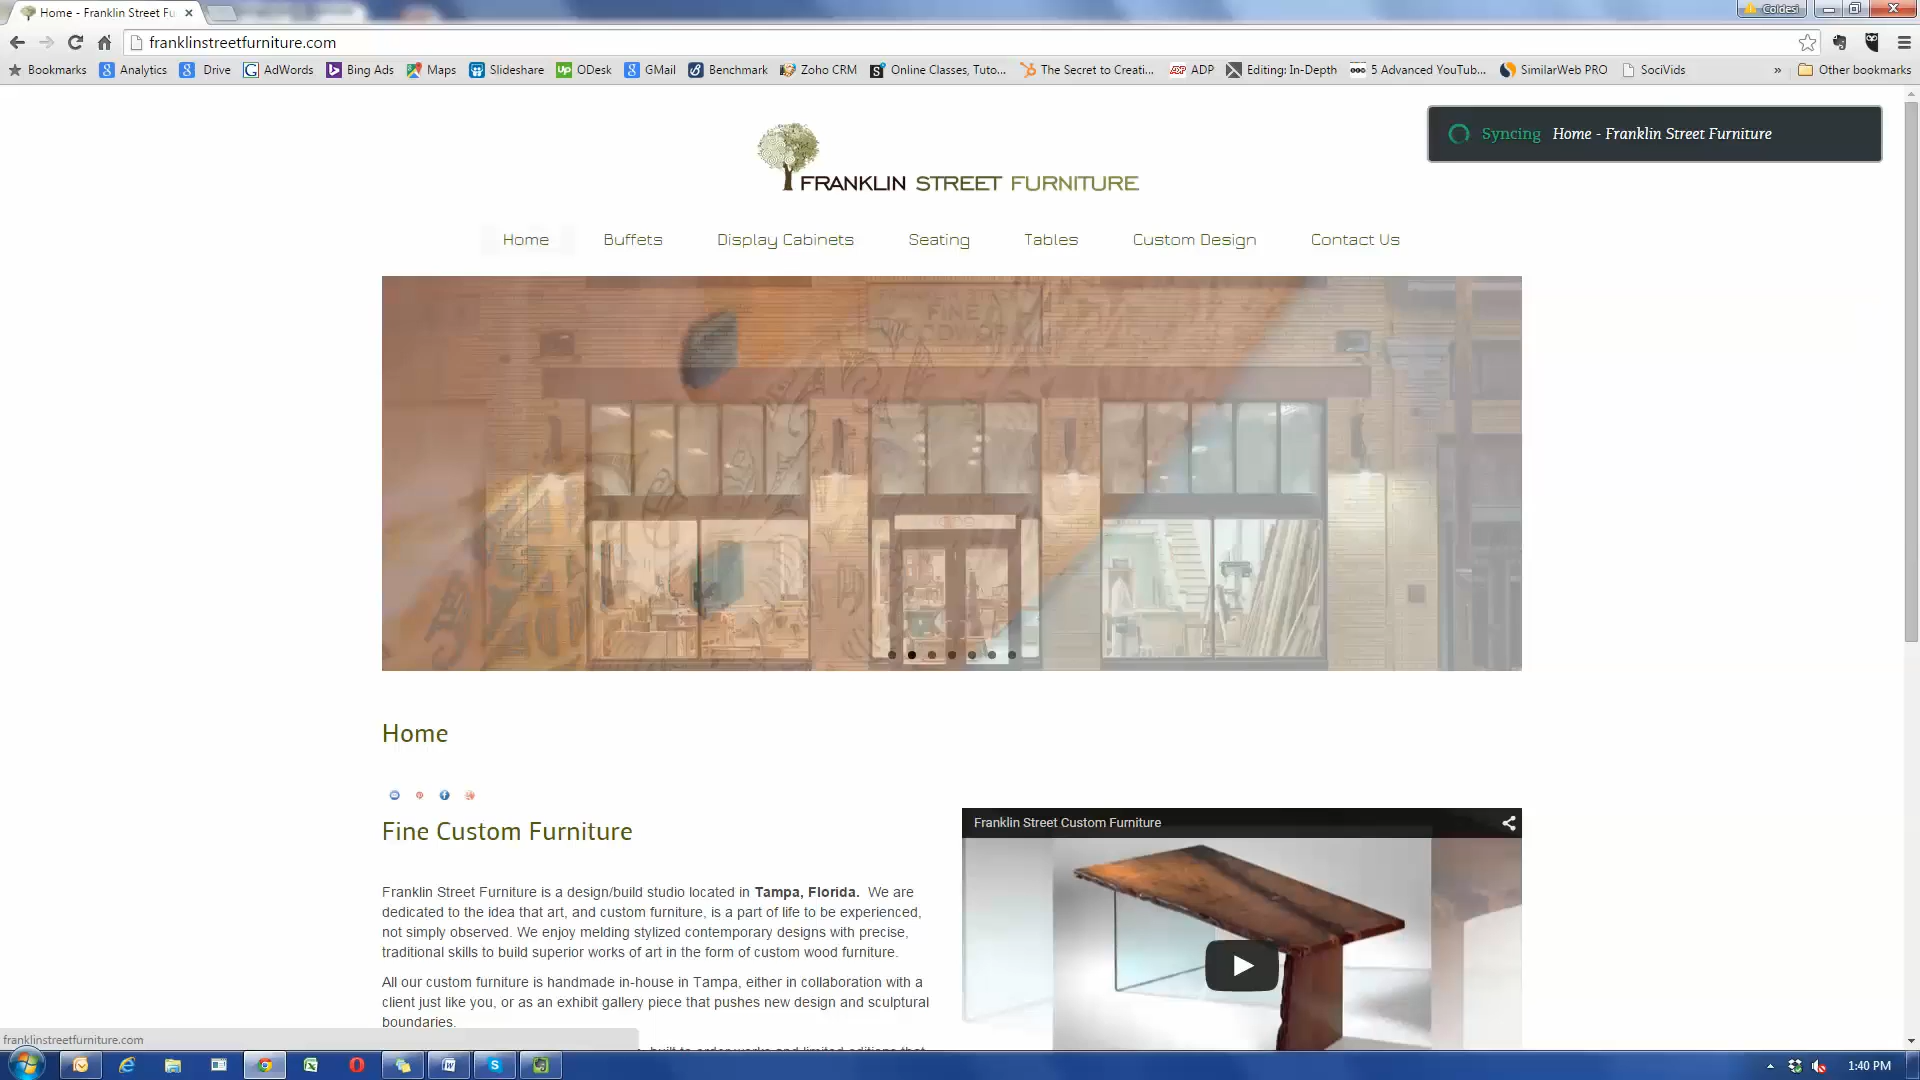 Home - Franklin Street Fu
Coldesi
franklinstreetfurniture.com
Bookmarks Analytics Drive AdWords Bing Ads Maps Slideshare ODesk GMail Benchmark Zoho CRM Online Classes, Tuto... The Secret to Creati... ADP Editing: In-Depth 5 Advanced YouTub... SimilarWeb PRO SociVids » Other bookmarks
Syncing Home - Franklin Street Furniture
FRANKLIN STREET FURNITURE
Home Buffets Display Cabinets Seating Tables Custom Design Contact Us
FINE
Home
Fine Custom Furniture
Franklin Street Furniture is a design/build studio located in Tampa, Florida. We are
dedicated to the idea that art, and custom furniture, is a part of life to be experienced,
not simply observed. We enjoy melding stylized contemporary designs with precise,
traditional skills to build superior works of art in the form of custom wood furniture.
All our custom furniture is handmade in-house in Tampa, either in collaboration with a
client just like you, or as an exhibit gallery piece that pushes new design and sculptural
boundaries.
Franklin Street Custom Furniture
franklinstreetfurniture.com
1:40 PM